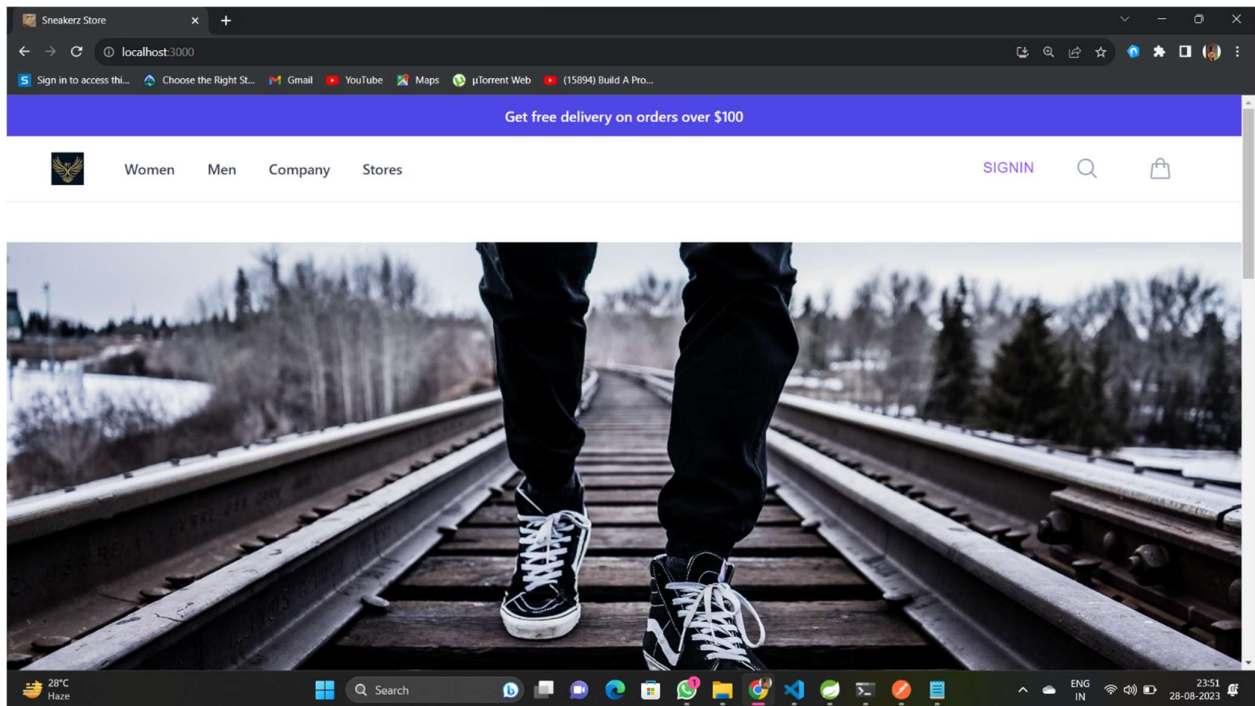 Sneakerz Store
localhost:3000
Sign in to access thi... Choose the Right St... Gmail YouTube Maps µTorrent Web (15894) Build A Pro...
Get free delivery on orders over $100
Women Men Company Stores SIGNIN
28°C
Haze
Search
1
ENG
IN
23:51
28-08-2023